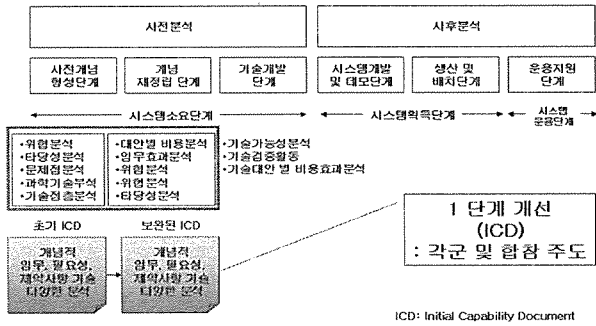 사전분석
사후분석
사전개념
형성단계
개념
재정립 단계
기술개발
단계
시스템개발
및 데모단계
생산 및
배치단계
운용지원
단계
시스템소요단계
시스템획득단계
시스템
운용단계
•위협분석
•타당성분석
•문제점분석
•과학기술부석
•기술접충분석
•대안별 비용분석
•임무효과분석
•위협분석
•위협분석
•타당성분석
•기술가능성분석
•기술검증활동
•기술대안 별 비용효과분석
초기 ICD
보완된 ICD
개념적
임무, 필요성,
제약사항 기술
다양한 분석
개념적
임무, 필요성,
제약사항 기술
다양한 분석
1 단계 개선
(ICD)
: 각군 및 합참 주도
ICD: Initial Capability Document